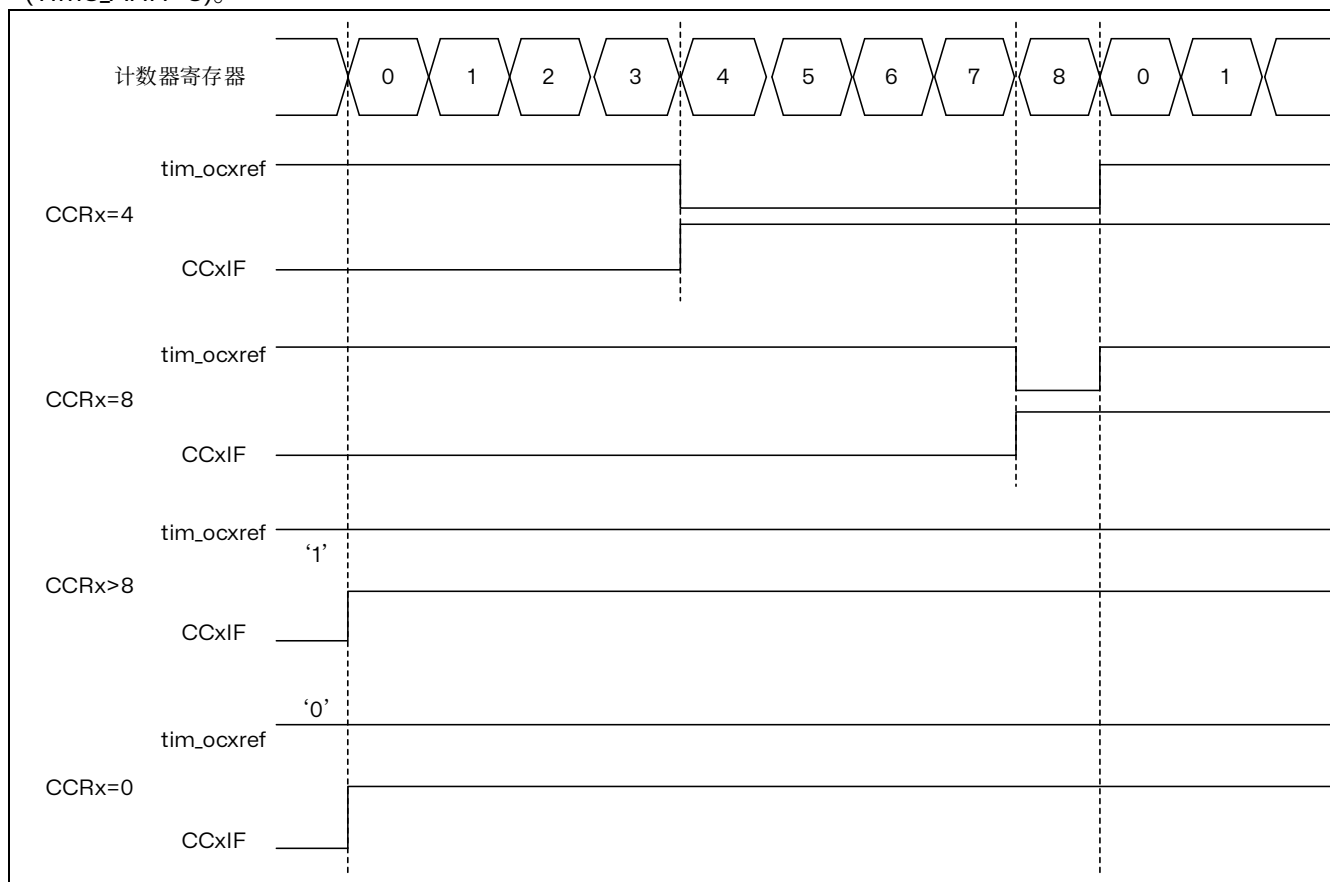 计数器寄存器 0 1 2 3 4 5 6 7 8 0 1
tim_ocxref
CCRx=4
CCxIF
tim_ocxref
CCRx=8
CCxIF
tim_ocxref
‘1’
CCRx>8
CCxIF
‘0’
tim_ocxref
CCRx=0
CCxIF